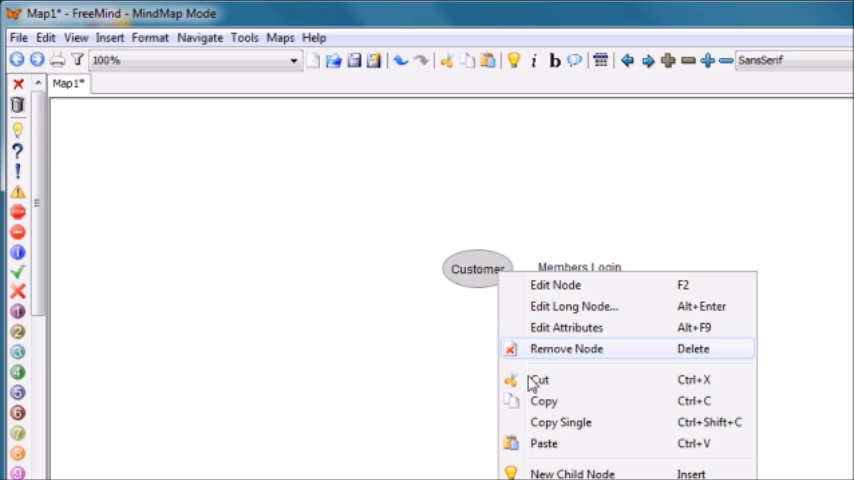 Map1* - FreeMind - MindMap Mode
File Edit View Insert Format Navigate Tools Maps Help
100% i b SansSerif
Map1*
Customer Members Login
Edit Node F2
Edit Long Node... Alt+Enter
Edit Attributes Alt+F9
Remove Node Delete
Cut Ctrl+X
Copy Ctrl+C
Copy Single Ctrl+Shift+C
Paste Ctrl+V
New Child Node Insert